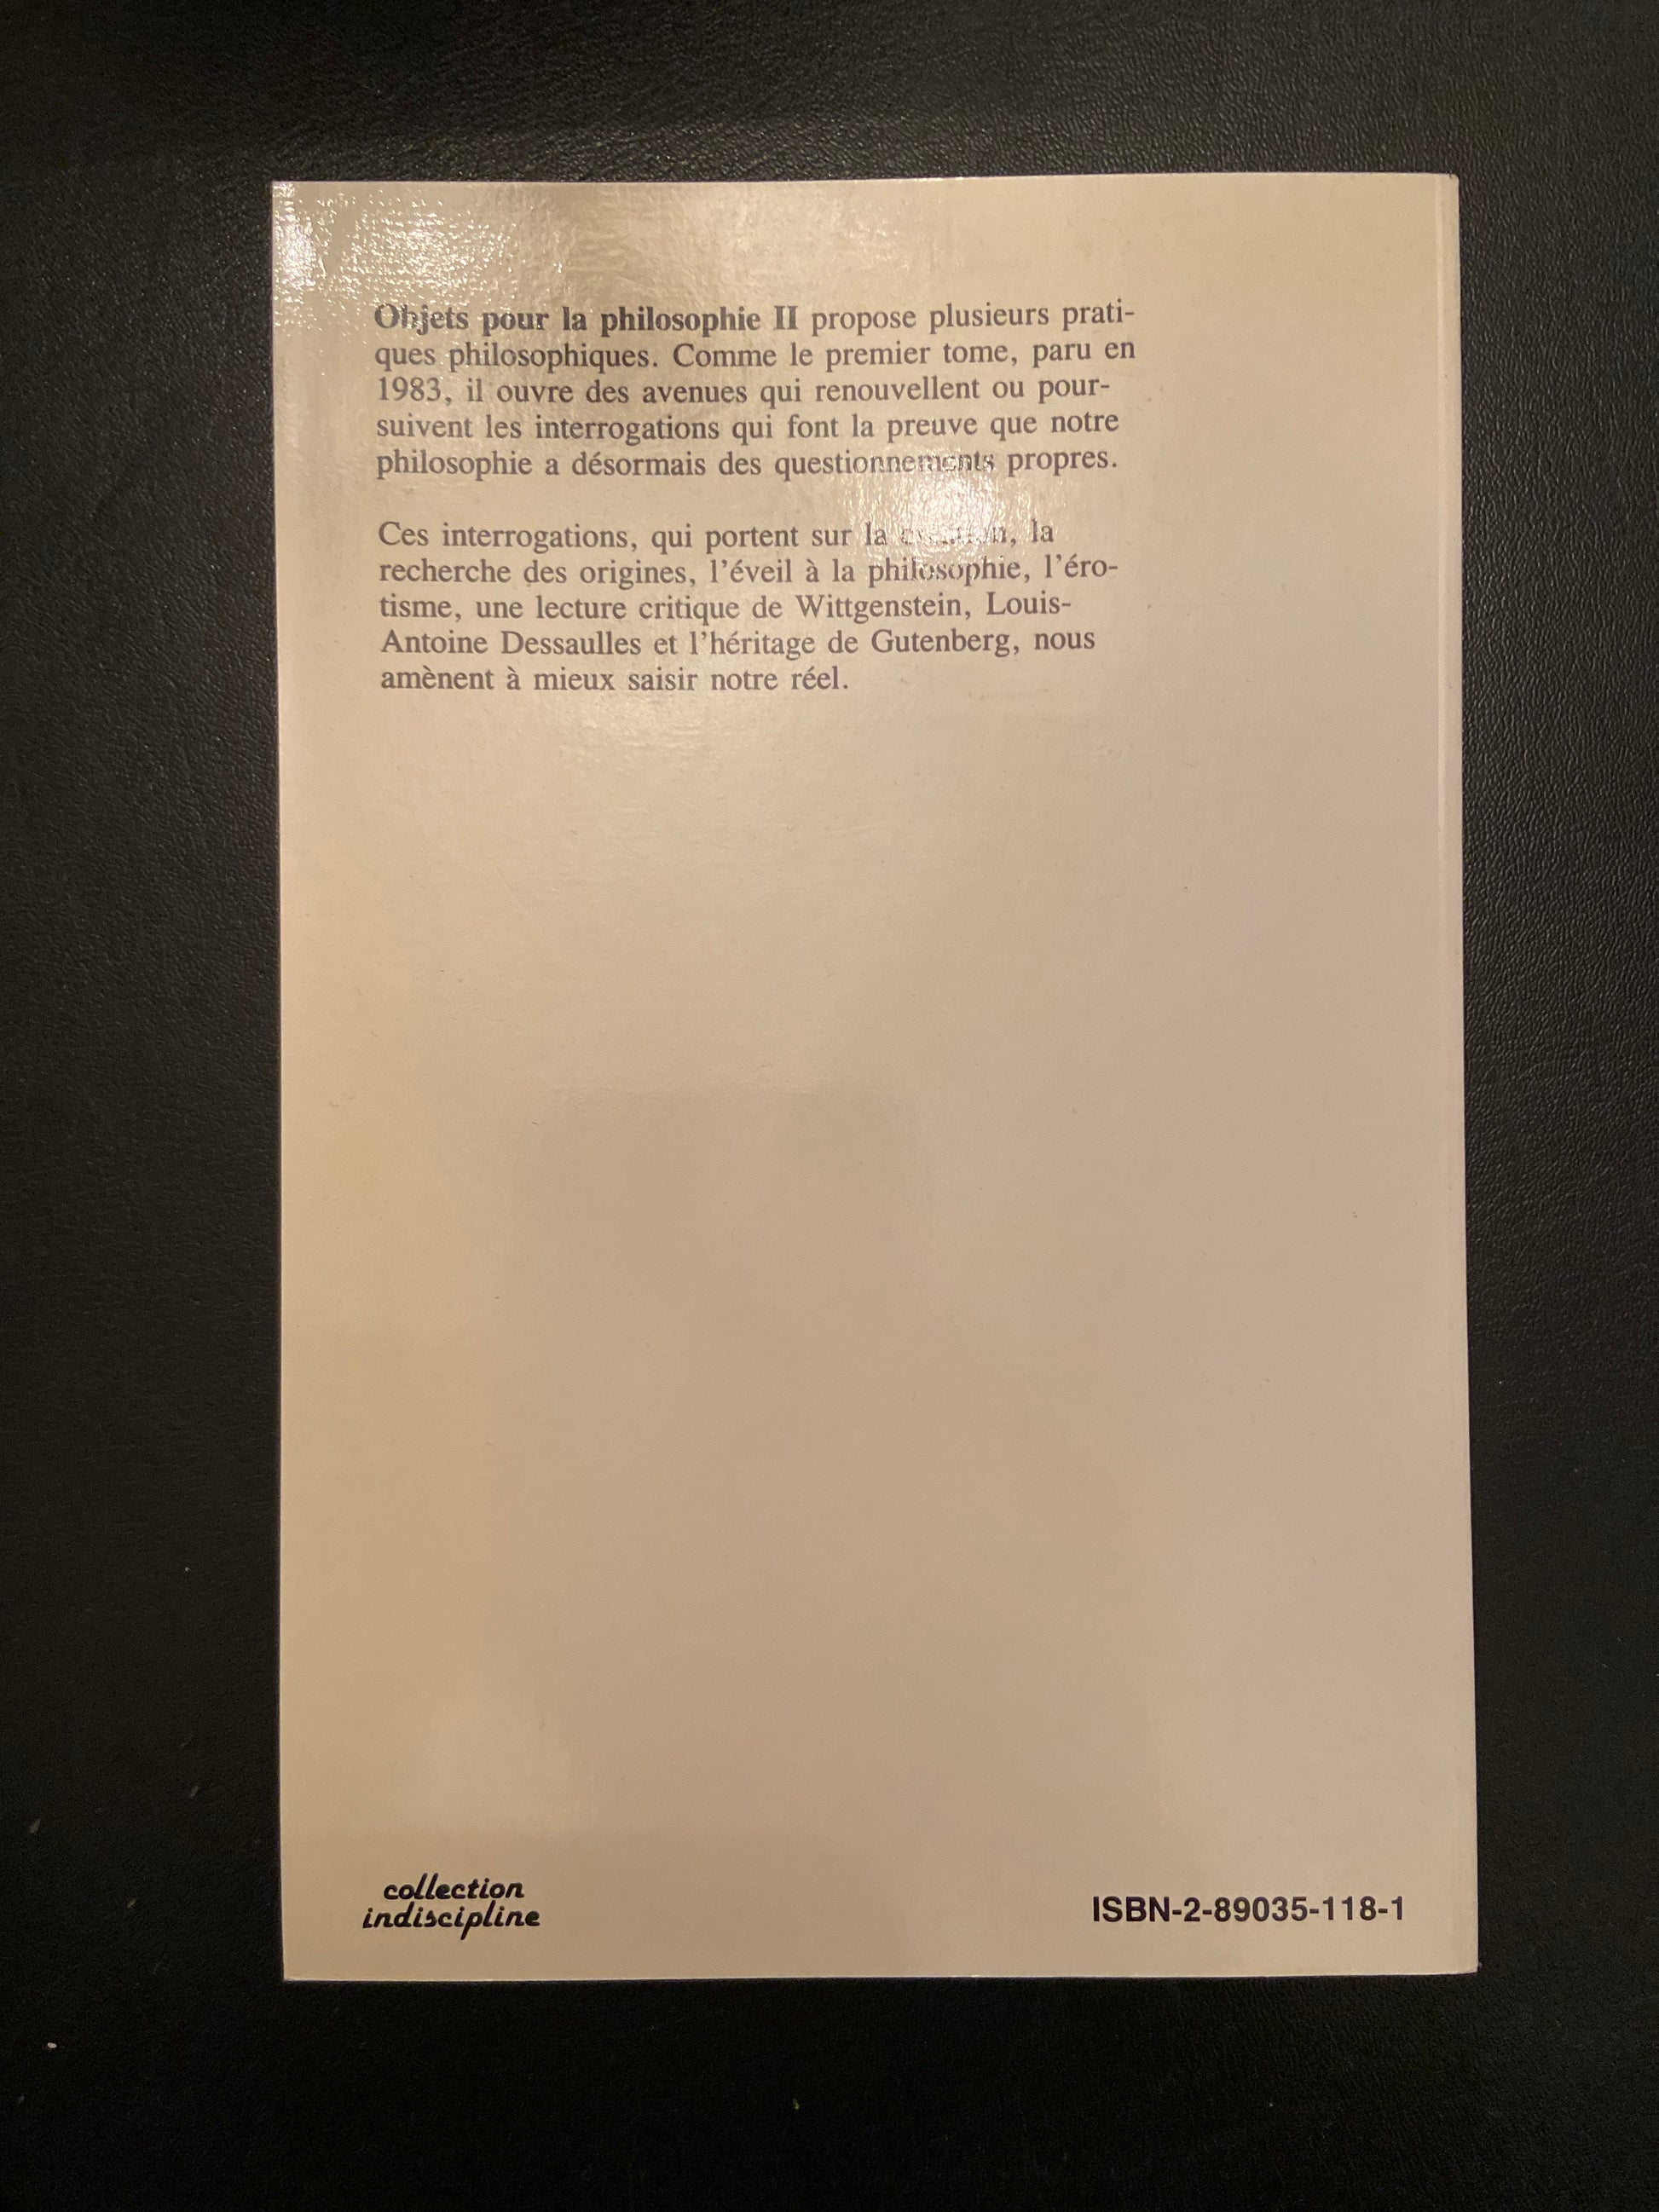 Objets pour la philosophie II propose plusieurs prati-
ques philosophiques. Comme le premier tome, paru en
1983, il ouvre des avenues qui renouvellent ou pour-
suivent les interrogations qui font la preuve que notre
philosophie a désormais des questionnements propres.
Ces interrogations, qui portent sur la , la
recherche des origines, l'éveil à la philosophie, l'éro-
tisme, une lecture critique de Wittgenstein, Louis-
Antoine Dessaulles et l'héritage de Gutenberg, nous
amènent à mieux saisir notre réel.
collection
indiscipline
ISBN-2-89035-118-1